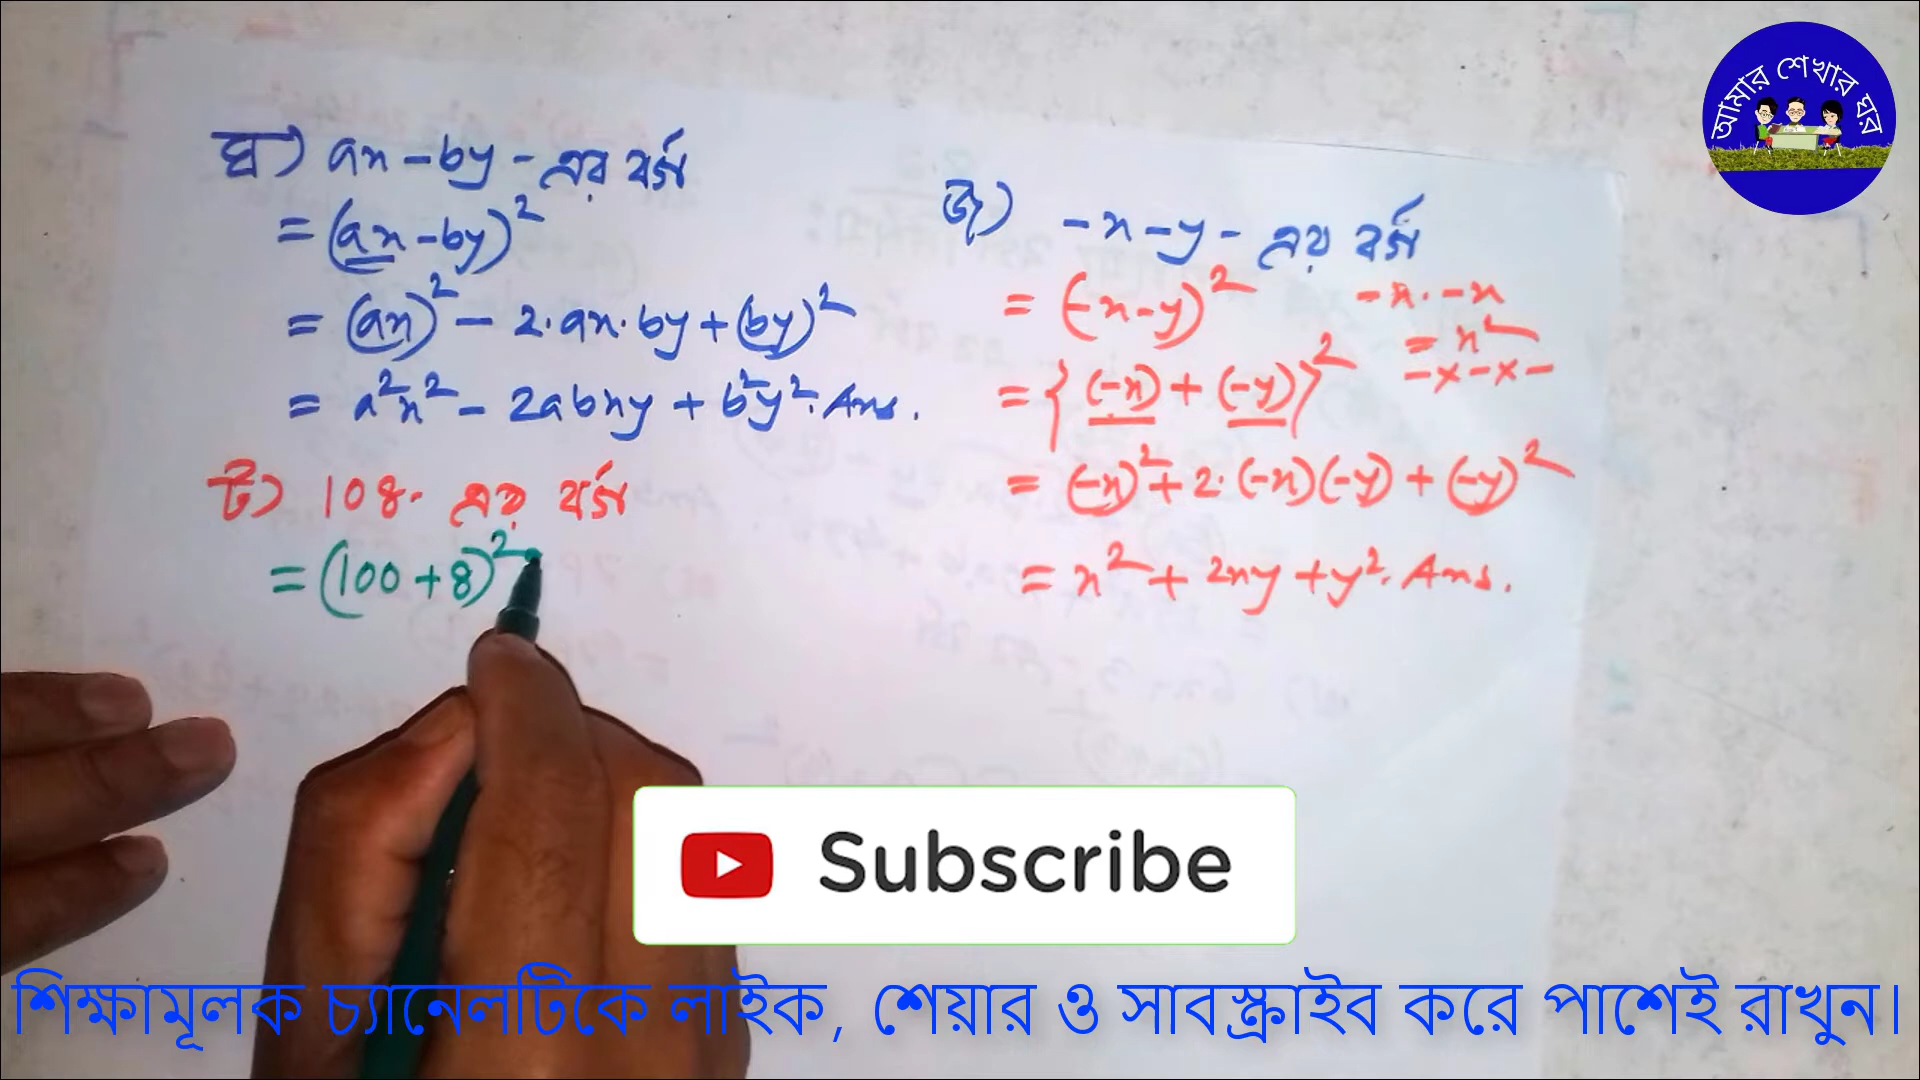 ঘ) ax - by - এর বর্গ
= (ax - by)²
= (ax)² - 2·ax·by + (by)²
= a²x² - 2abxy + b²y². Ans.
ট) 108 - এর বর্গ
= (100 + 8)²
জ) -x - y - এর বর্গ
= (-x - y)²
-x · -x
= x²
- x - x -
= {(-x) + (-y)}²
= (-x)² + 2·(-x)(-y) + (-y)²
= x² + 2xy + y². Ans.
আমার শেখার ঘর
Subscribe
শিক্ষামূলক চ্যানেলটিকে লাইক, শেয়ার ও সাবস্ক্রাইব করে পাশেই রাখুন।